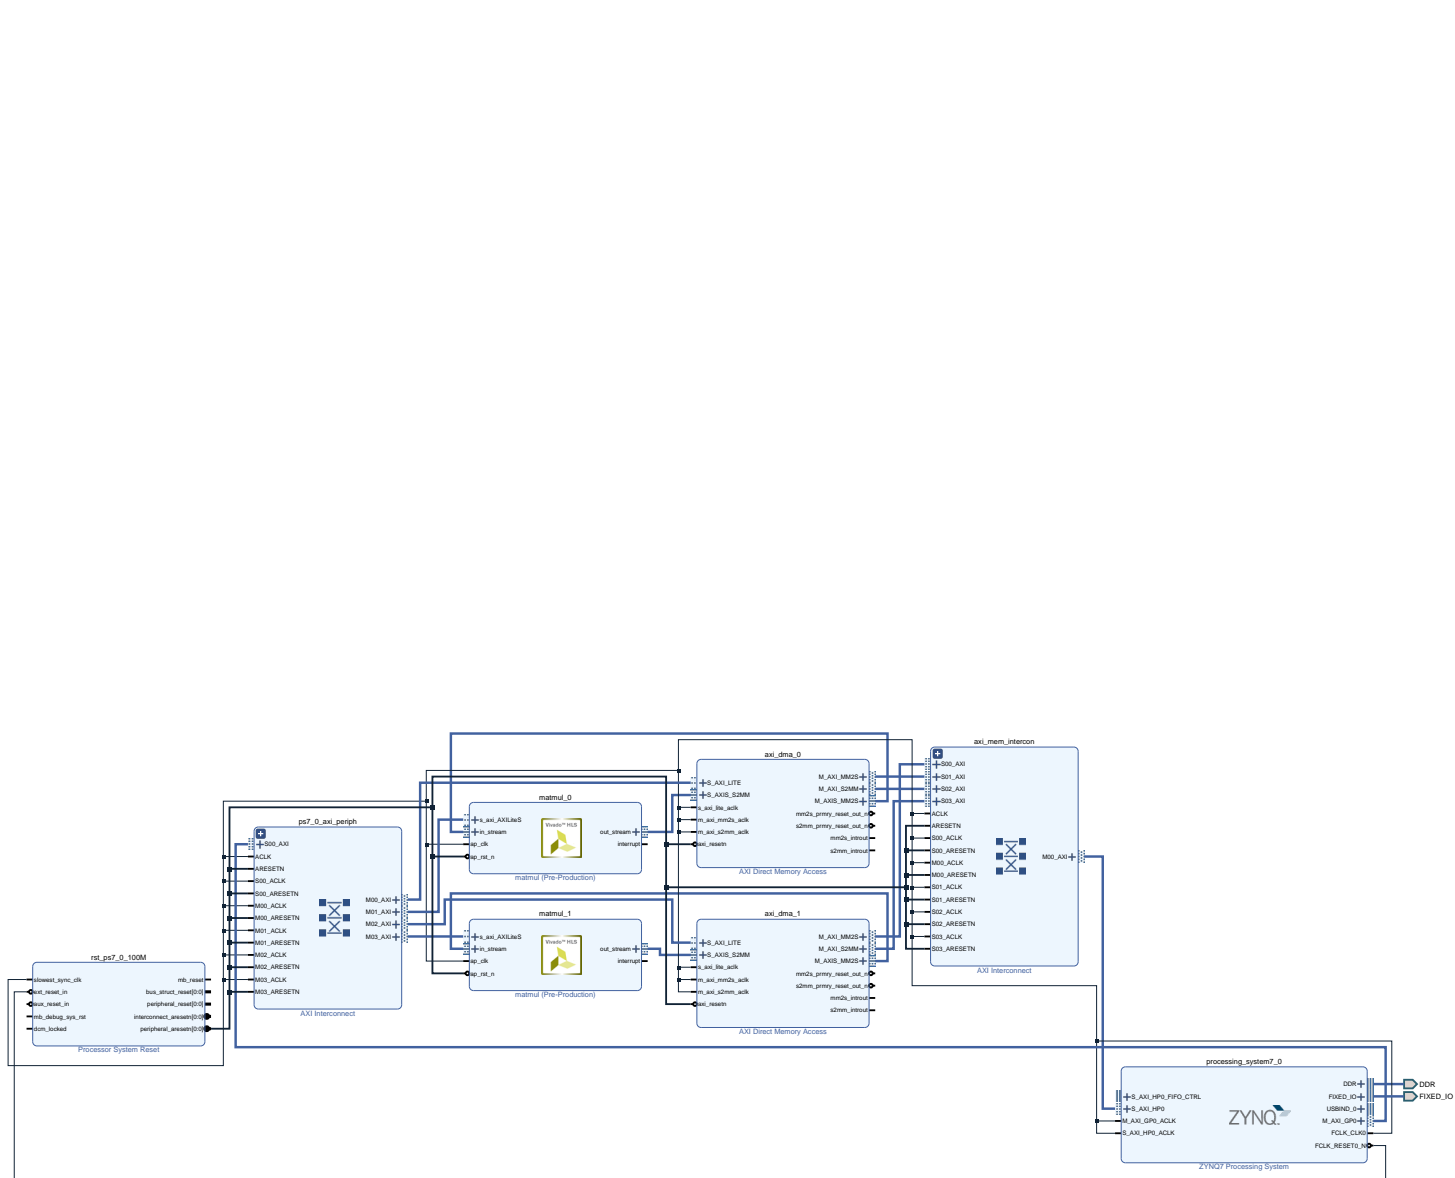 rst_ps7_0_100M
slowest_sync_clk
ext_reset_in
aux_reset_in
mb_debug_sys_rst
dcm_locked
mb_reset
bus_struct_reset[0:0]
peripheral_reset[0:0]
interconnect_aresetn[0:0]
peripheral_aresetn[0:0]
Processor System Reset
ps7_0_axi_periph
S00_AXI
ACLK
ARESETN
S00_ACLK
S00_ARESETN
M00_ACLK
M00_ARESETN
M01_ACLK
M01_ARESETN
M02_ACLK
M02_ARESETN
M03_ACLK
M03_ARESETN
M00_AXI
M01_AXI
M02_AXI
M03_AXI
AXI Interconnect
matmul_0
s_axi_AXILiteS
in_stream
ap_clk
ap_rst_n
Vivado™ HLS
out_stream
interrupt
matmul (Pre-Production)
matmul_1
s_axi_AXILiteS
in_stream
ap_clk
ap_rst_n
Vivado™ HLS
out_stream
interrupt
matmul (Pre-Production)
axi_dma_0
S_AXI_LITE
S_AXIS_S2MM
s_axi_lite_aclk
m_axi_mm2s_aclk
m_axi_s2mm_aclk
axi_resetn
M_AXI_MM2S
M_AXI_S2MM
M_AXIS_MM2S
mm2s_prmry_reset_out_n
s2mm_prmry_reset_out_n
mm2s_introut
s2mm_introut
AXI Direct Memory Access
axi_dma_1
S_AXI_LITE
S_AXIS_S2MM
s_axi_lite_aclk
m_axi_mm2s_aclk
m_axi_s2mm_aclk
axi_resetn
M_AXI_MM2S
M_AXI_S2MM
M_AXIS_MM2S
mm2s_prmry_reset_out_n
s2mm_prmry_reset_out_n
mm2s_introut
s2mm_introut
AXI Direct Memory Access
axi_mem_intercon
S00_AXI
S01_AXI
S02_AXI
S03_AXI
ACLK
ARESETN
S00_ACLK
S00_ARESETN
M00_ACLK
M00_ARESETN
S01_ACLK
S01_ARESETN
S02_ACLK
S02_ARESETN
S03_ACLK
S03_ARESETN
M00_AXI
AXI Interconnect
processing_system7_0
S_AXI_HP0_FIFO_CTRL
S_AXI_HP0
M_AXI_GP0_ACLK
S_AXI_HP0_ACLK
ZYNQ
DDR
FIXED_IO
USBIND_0
M_AXI_GP0
FCLK_CLK0
FCLK_RESET0_N
ZYNQ7 Processing System
DDR
FIXED_IO